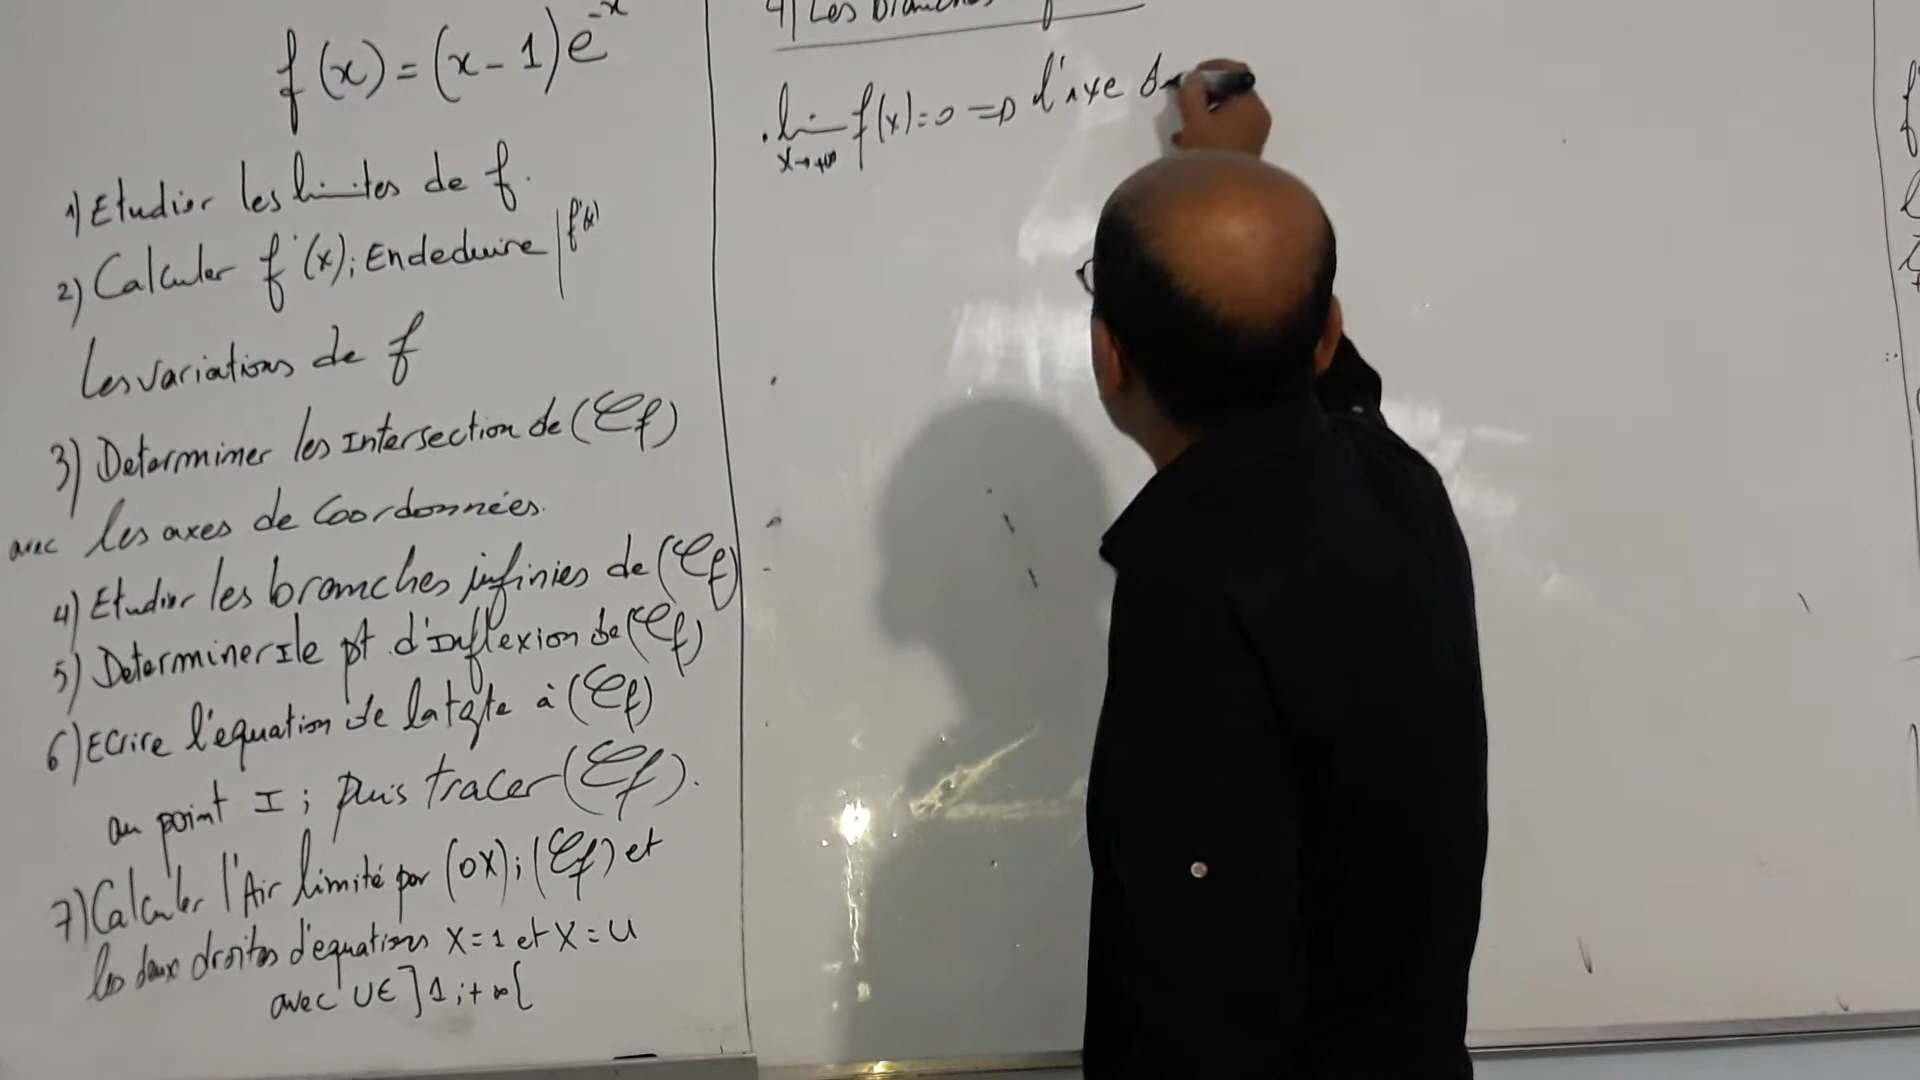 f(x) = (x-1)e^-x
1) Etudier les limites de f.
2) Calculer f'(x); En deduire | f'(x)
les variations de f
3) Determiner les Intersection de (Cf)
avec les axes de coordonnées.
4) Etudier les branches infinies de (Cf)
5) Determiner I le pt d'Inflexion de (Cf)
6) Ecrire l'équation de la tgte à (Cf)
au point I ; puis tracer (Cf).
7) Calculer l'Air limité par (OX); (Cf) et
les deux droites d'equations X = 1 et X = U
avec U∈]1;+∞[
4) Les branches
. lim f(x) = 0 => l'axe
x→+∞